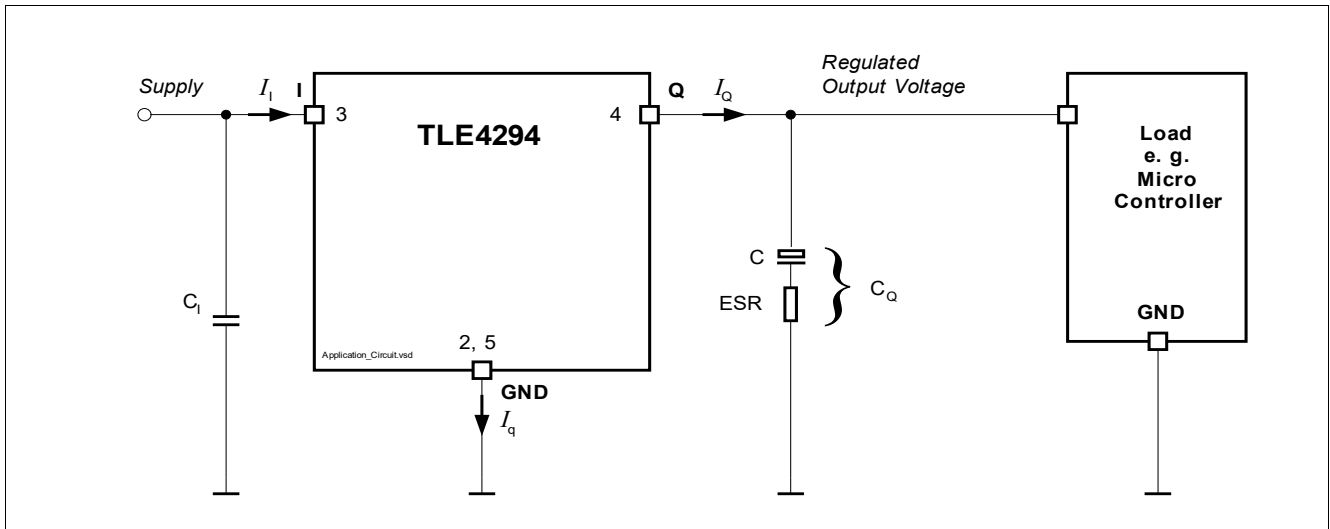 Supply
I_I
I
3
TLE4294
4
Q
I_Q
Regulated
Output Voltage
Load
e. g.
Micro
Controller
GND
C_I
C
ESR
C_Q
2, 5
Application_Circuit.vsd
GND
I_q